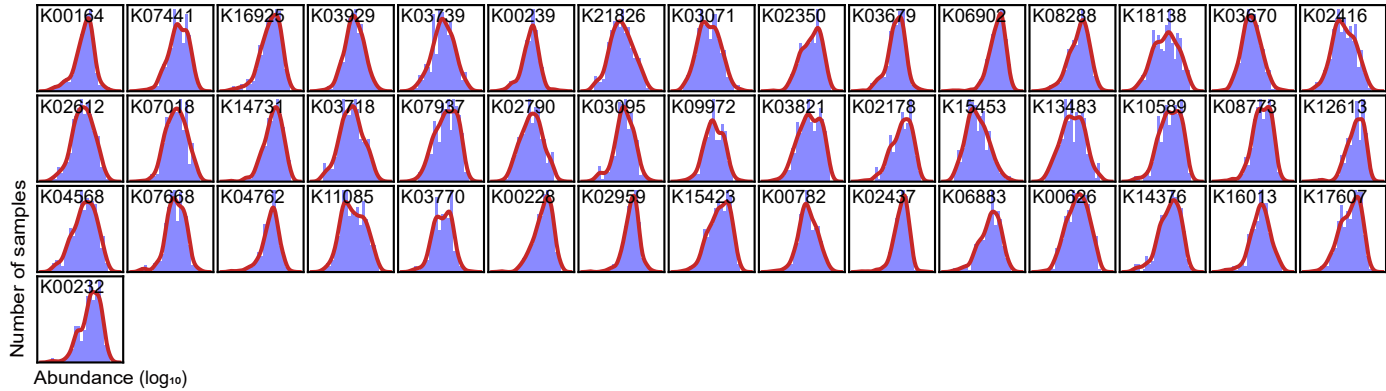 K00164 K07441 K16925 K03929 K03739 K00239 K21826 K03071 K02350 K03679 K06902 K08288 K18138 K03670 K02416
K02612 K07018 K14731 K03718 K07937 K02790 K03095 K09972 K03821 K02178 K15453 K13483 K10589 K08773 K12613
K04568 K07668 K04762 K11085 K03770 K00228 K02959 K15423 K00782 K02437 K06883 K00626 K14376 K16013 K17607
K00232
Number of samples
Abundance (log₁₀)